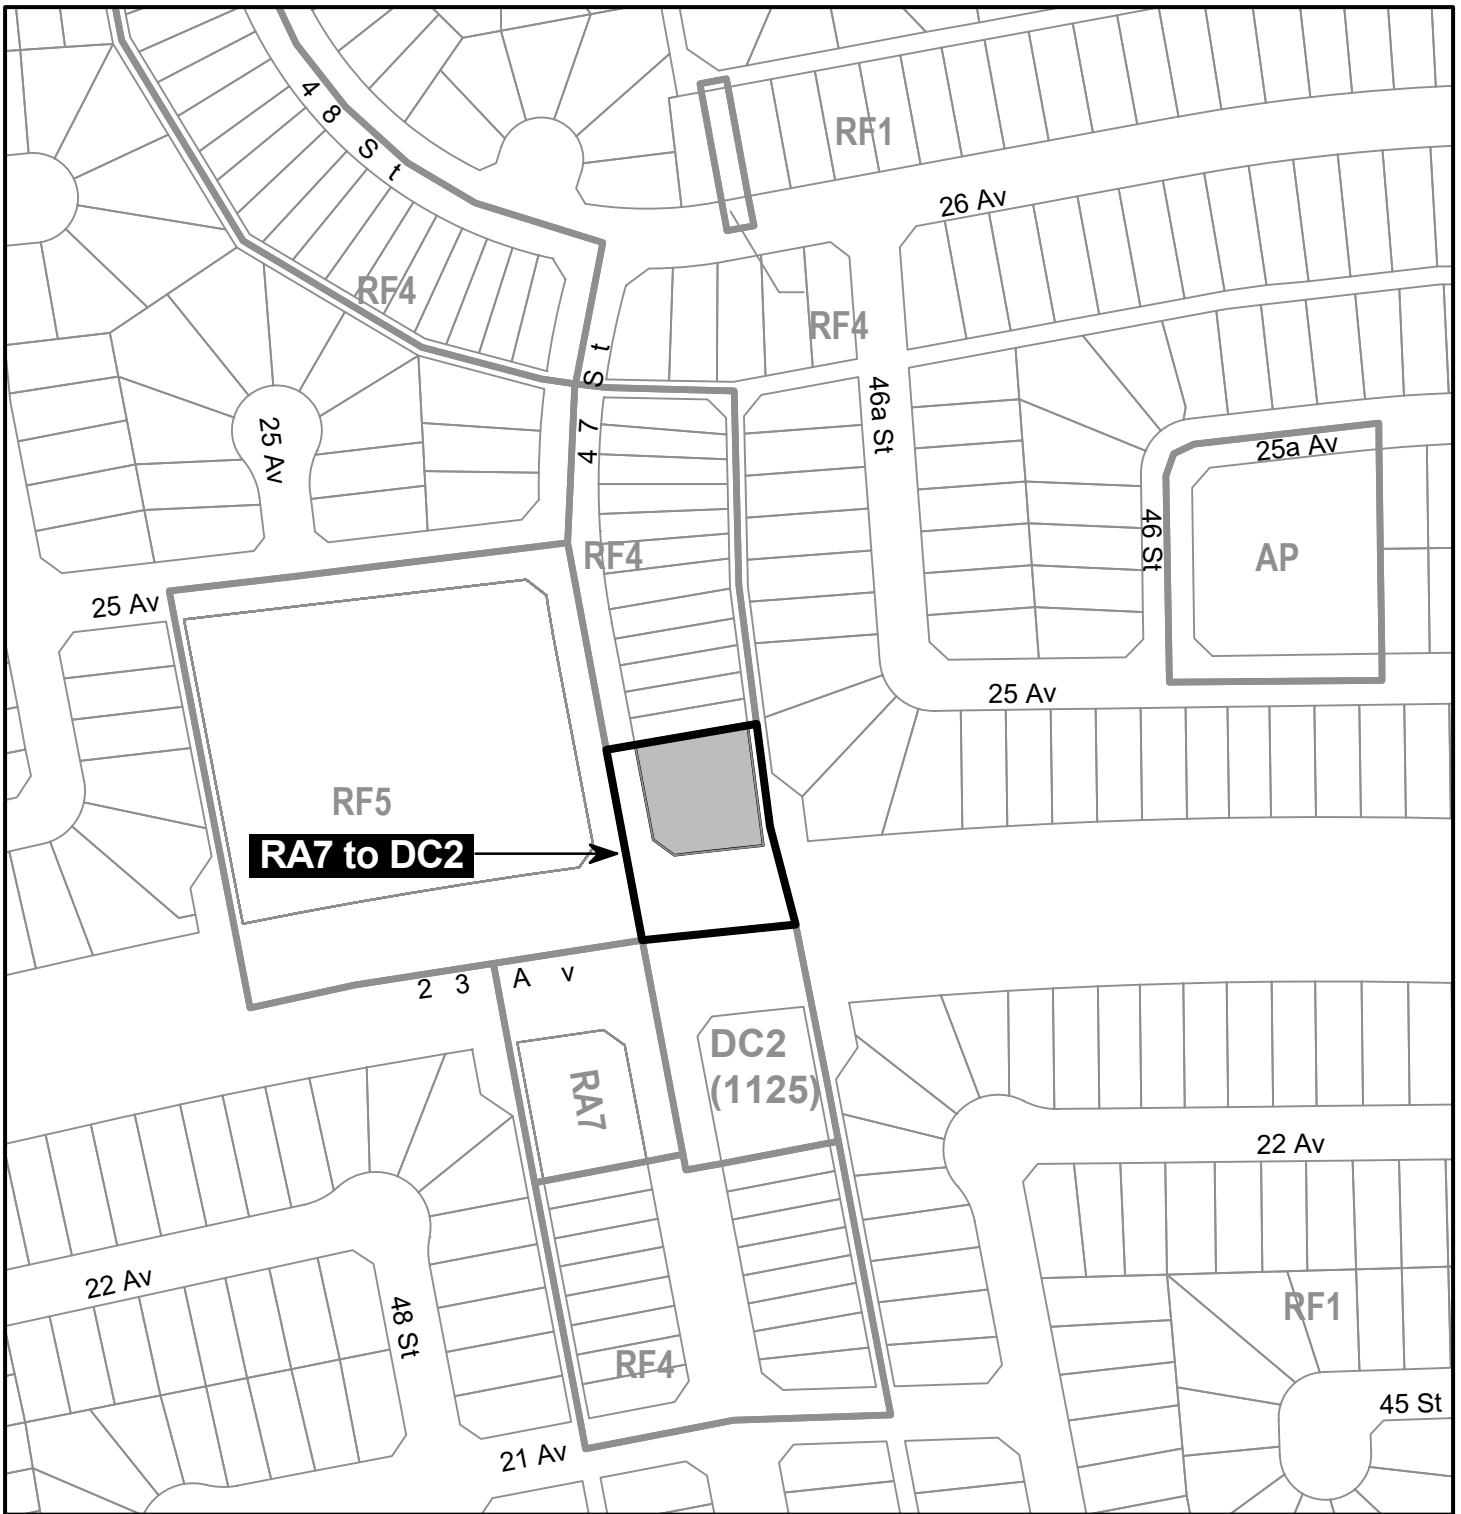 48 St
RF1
26 Av
RF4
RF4
47 St
46a St
25 Av
25a Av
46 St
AP
RF4
25 Av
25 Av
RF5
RA7 to DC2
23 Av
DC2
(1125)
RA7
22 Av
22 Av
48 St
RF1
RF4
45 St
21 Av